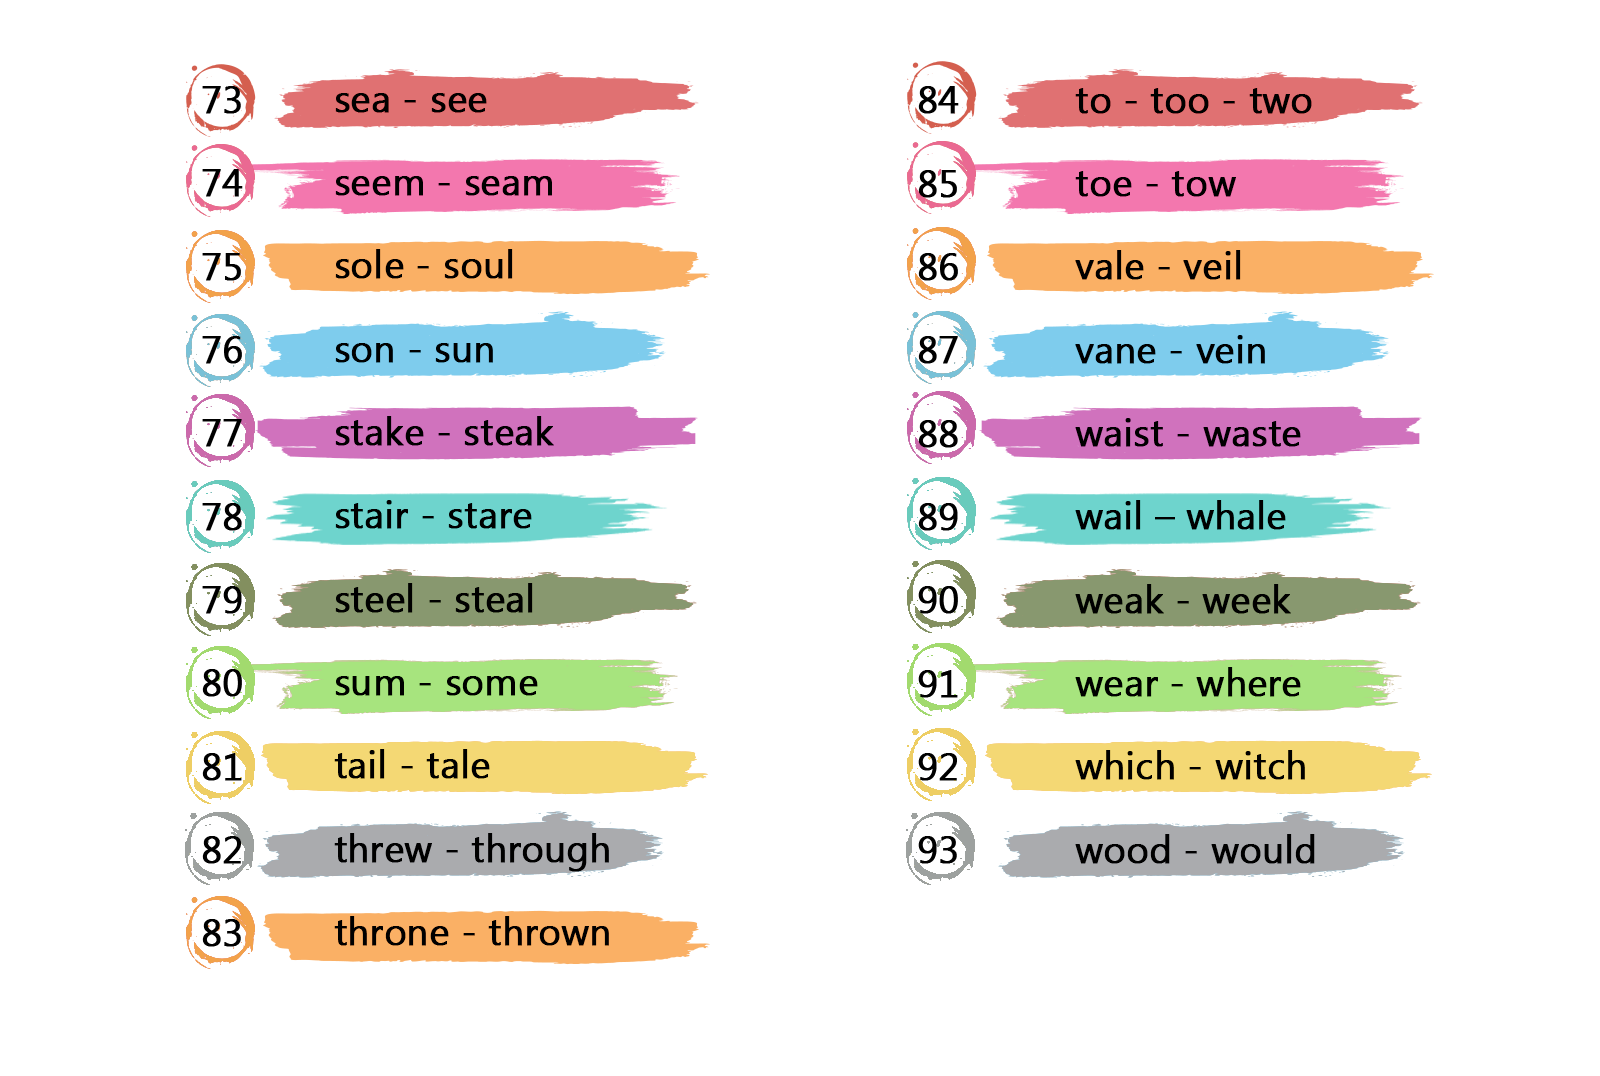 73 sea - see
74 seem - seam
75 sole - soul
76 son - sun
77 stake - steak
78 stair - stare
79 steel - steal
80 sum - some
81 tail - tale
82 threw - through
83 throne - thrown
84 to - too - two
85 toe - tow
86 vale - veil
87 vane - vein
88 waist - waste
89 wail – whale
90 weak - week
91 wear - where
92 which - witch
93 wood - would